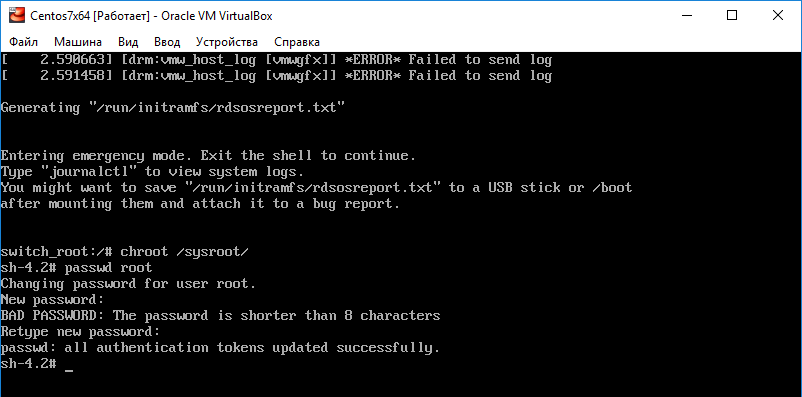 Centos7x64 [Работает] - Oracle VM VirtualBox
Файл Машина Вид Ввод Устройства Справка
[    2.590663] [drm:vmw_host_log [vmwgfx]] *ERROR* Failed to send log
[    2.591458] [drm:vmw_host_log [vmwgfx]] *ERROR* Failed to send log
Generating "/run/initramfs/rdsosreport.txt"
Entering emergency mode. Exit the shell to continue.
Type "journalctl" to view system logs.
You might want to save "/run/initramfs/rdsosreport.txt" to a USB stick or /boot
after mounting them and attach it to a bug report.
switch_root:/# chroot /sysroot/
sh-4.2# passwd root
Changing password for user root.
New password:
BAD PASSWORD: The password is shorter than 8 characters
Retype new password:
passwd: all authentication tokens updated successfully.
sh-4.2# _